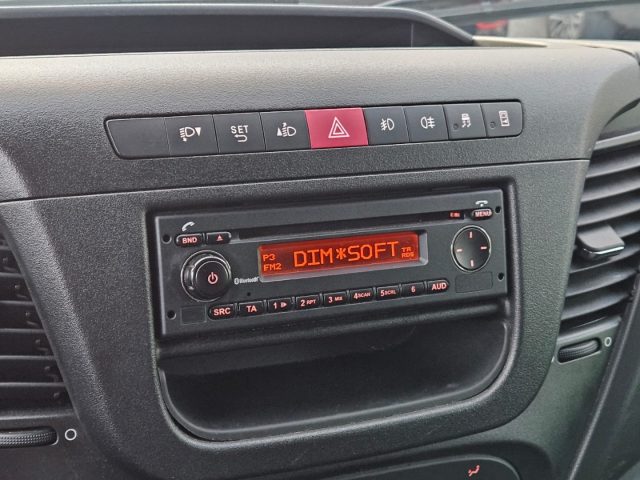 SET
BND
MENU
P3 DIM*SOFT TA
FM2 RDS
Bluetooth
SRC TA 1 2 RPT 3 MIX 4 SCAN 5 SCRL 6 AUD